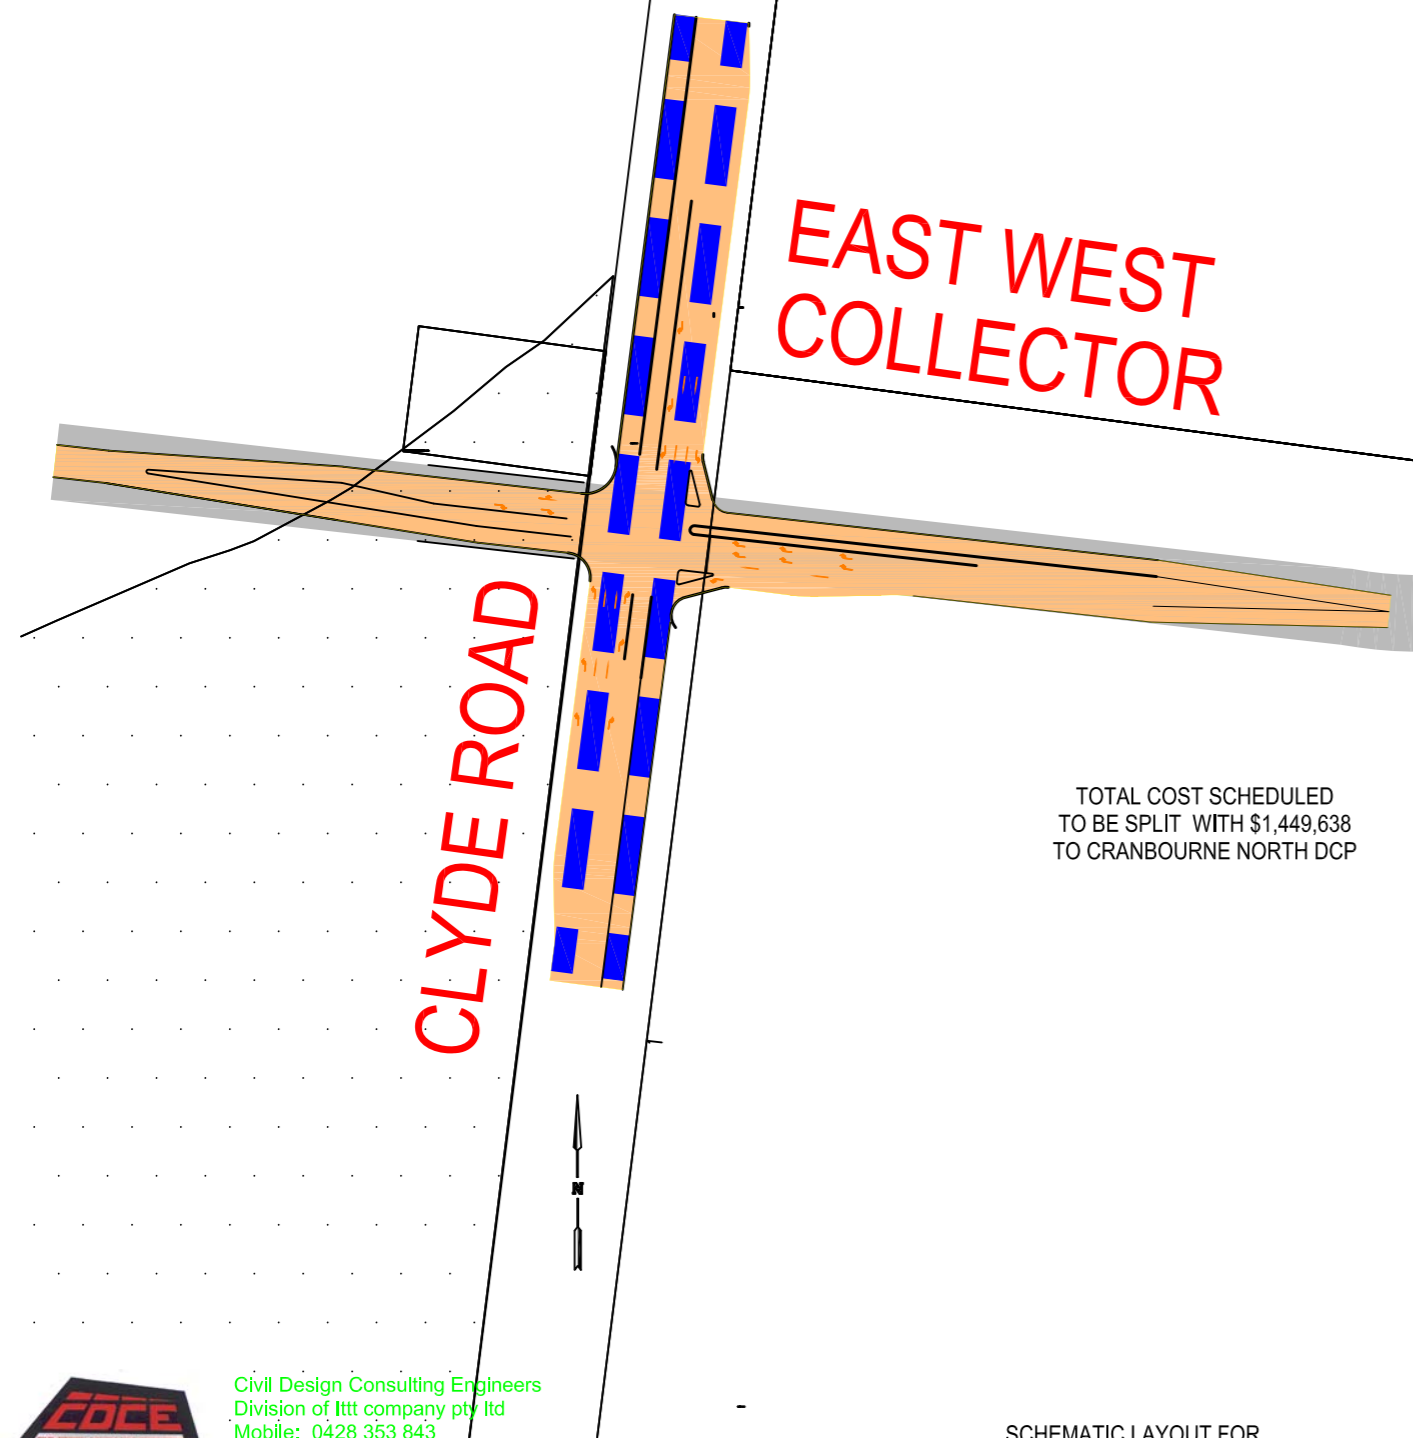 EAST WEST
COLLECTOR
CLYDE ROAD
TOTAL COST SCHEDULED
TO BE SPLIT WITH $1,449,638
TO CRANBOURNE NORTH DCP
N
CDCE
Civil Design Consulting Engineers
Division of lttt company pty ltd
Mobile: 0428 353 843
SCHEMATIC LAYOUT FOR